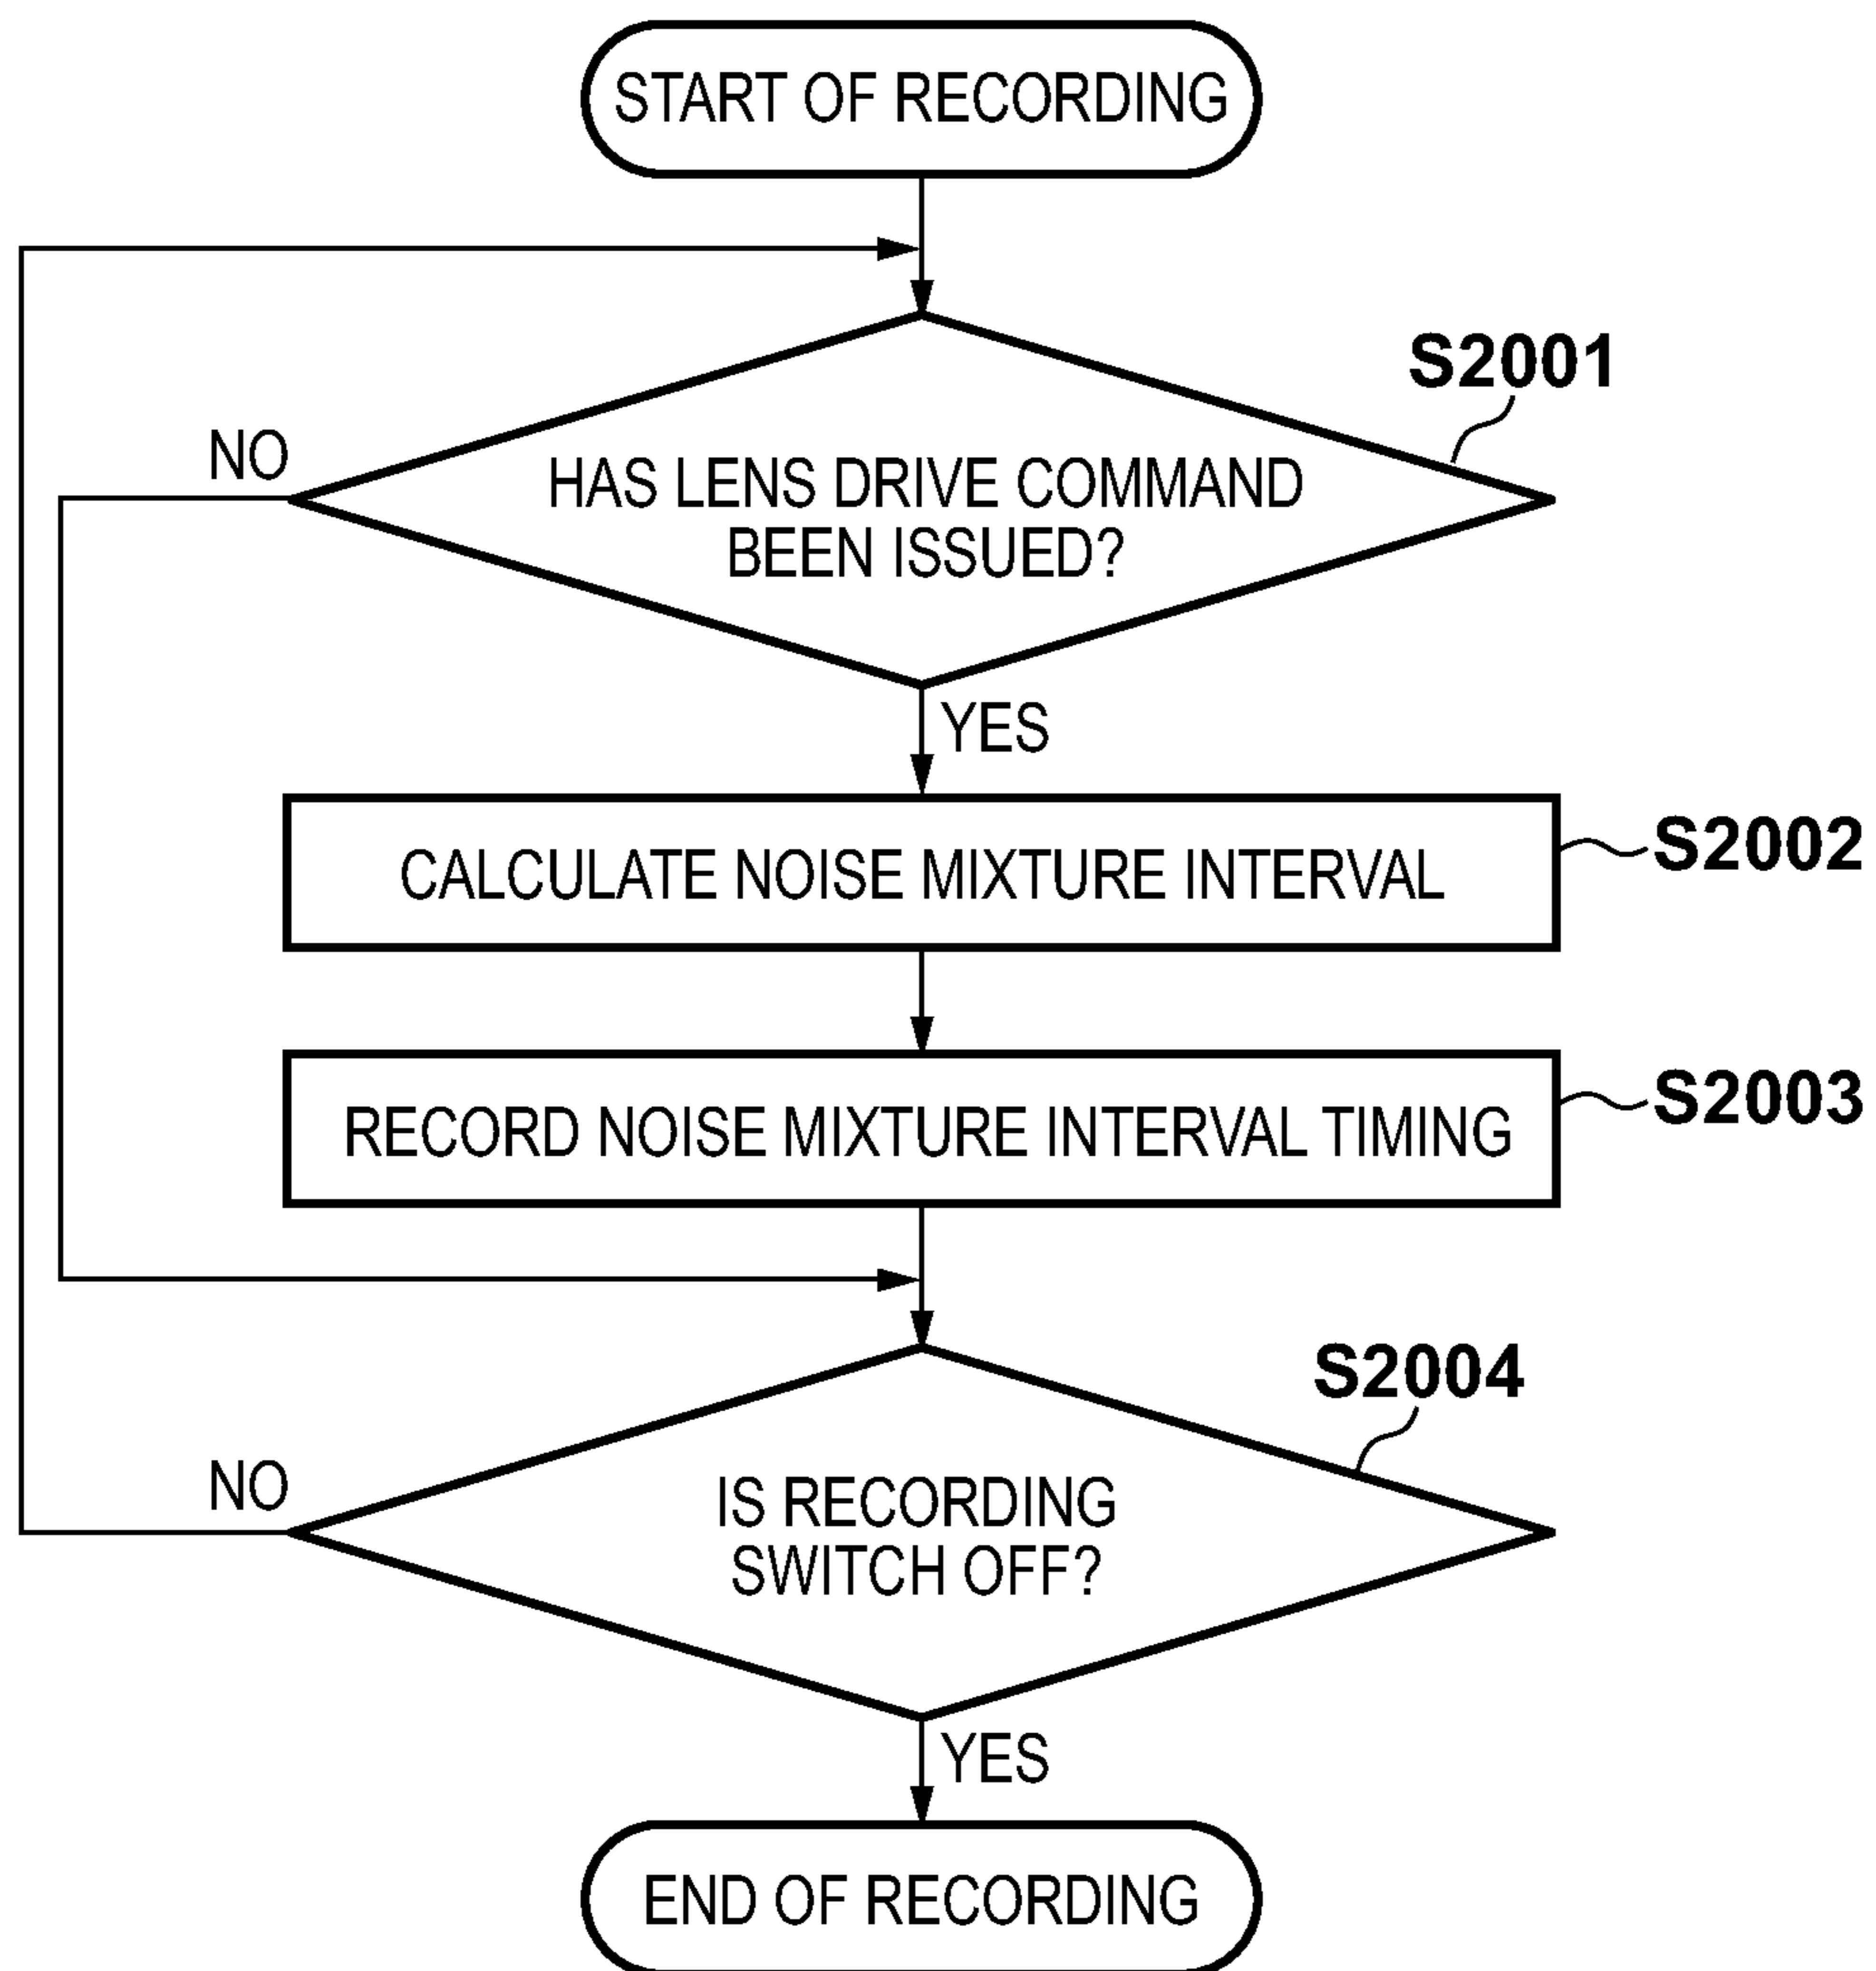 START OF RECORDING
S2001
NO
HAS LENS DRIVE COMMAND
BEEN ISSUED?
YES
CALCULATE NOISE MIXTURE INTERVAL
S2002
RECORD NOISE MIXTURE INTERVAL TIMING
S2003
S2004
NO
IS RECORDING
SWITCH OFF?
YES
END OF RECORDING